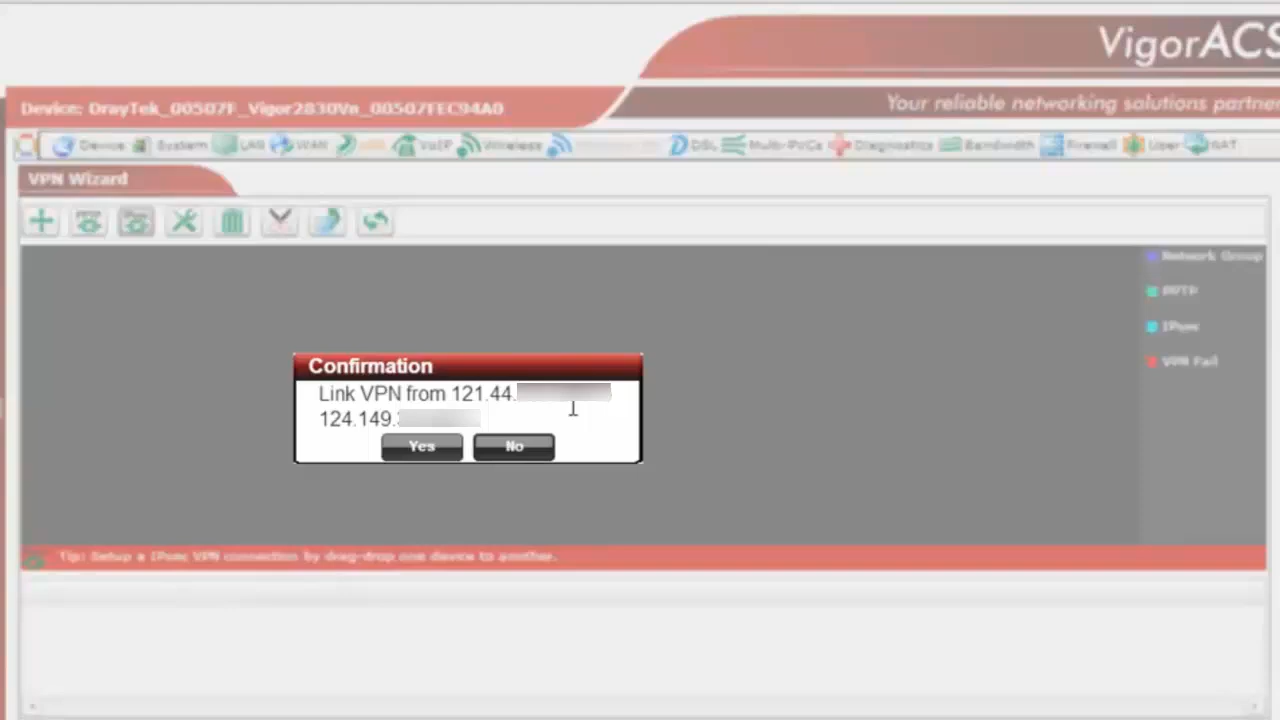 VigorACS
Device: DrayTek_00507F_Vigor2830Vn_00507FEC94A0
Your reliable networking solutions partner
Device System LAN WAN VoIP Wireless DSL Multi-PVCs Diagnostics Bandwidth Firewall User NAT
VPN Wizard
Network Group
PPTP
IPsec
VPN Fail
Confirmation
Link VPN from 121.44.
124.149.
Yes No
Tip: Setup a IPsec VPN connection by drag-drop one device to another.